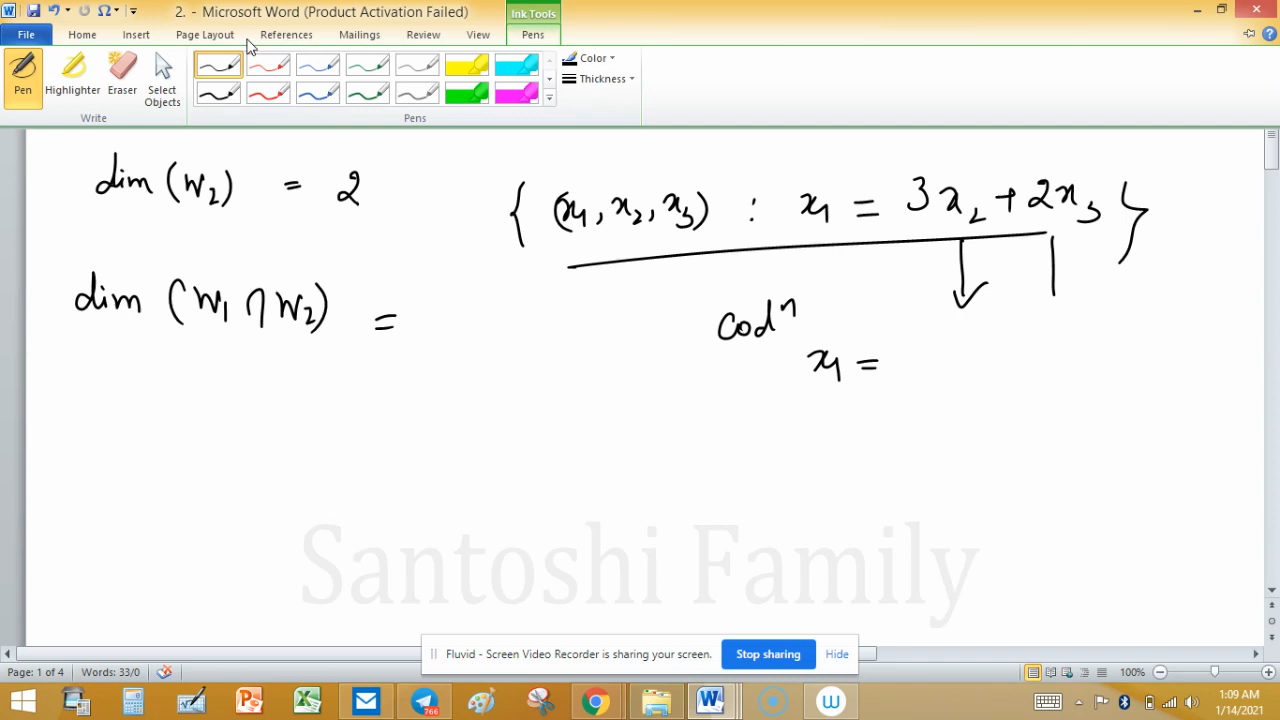 2. - Microsoft Word (Product Activation Failed)
Ink Tools
File Home Insert Page Layout References Mailings Review View Pens
Pen Highlighter Eraser Select Objects
Color
Thickness
Write Pens
dim (W₂) = 2
{ (x₁, x₂, x₃) : x₁ = 3x₂ + 2x₃ }
dim (W₁ ∩ W₂) =
codⁿ
x₁ =
Santoshi Family
Fluvid - Screen Video Recorder is sharing your screen. Stop sharing Hide
Page: 1 of 4 Words: 33/0 100%
766
1:09 AM
1/14/2021